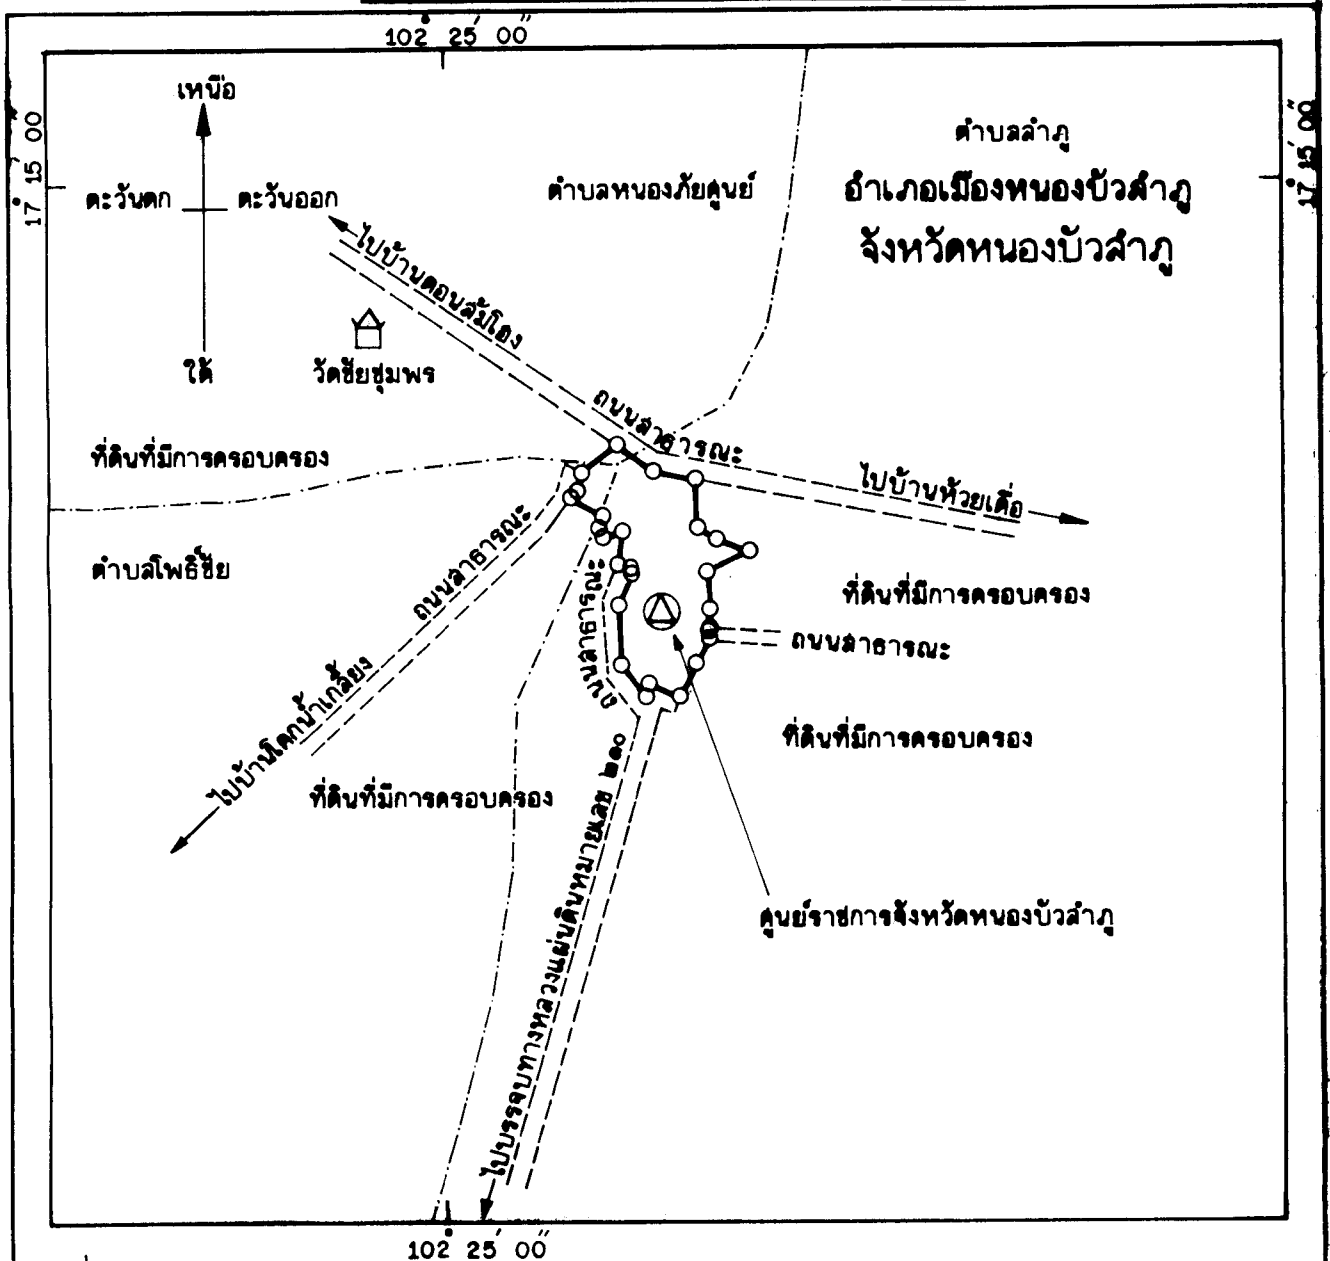 102° 25′ 00″
เหนือ
17° 15′ 00″
17° 15′ 00″
ตำบลลำภู
ตะวันตก
ตะวันออก
ตำบลหนองภัยศูนย์
อำเภอเมืองหนองบัวลำภู
จังหวัดหนองบัวลำภู
ไปบ้านดอนส้มโฮง
ใต้
วัดชัยชุมพร
ถนนสาธารณะ
ที่ดินที่มีการครอบครอง
ไปบ้านห้วยเดื่อ
ตำบลโพธิ์ชัย
ถนนสาธารณะ
ถนนสาธารณะ
ที่ดินที่มีการครอบครอง
ถนนสาธารณะ
ไปบ้านโคกน้ำเกลี้ยง
ที่ดินที่มีการครอบครอง
ที่ดินที่มีการครอบครอง
ไปบรรจบทางหลวงแผ่นดินหมายเลข ๒๑๐
ศูนย์ราชการจังหวัดหนองบัวลำภู
102° 25′ 00″